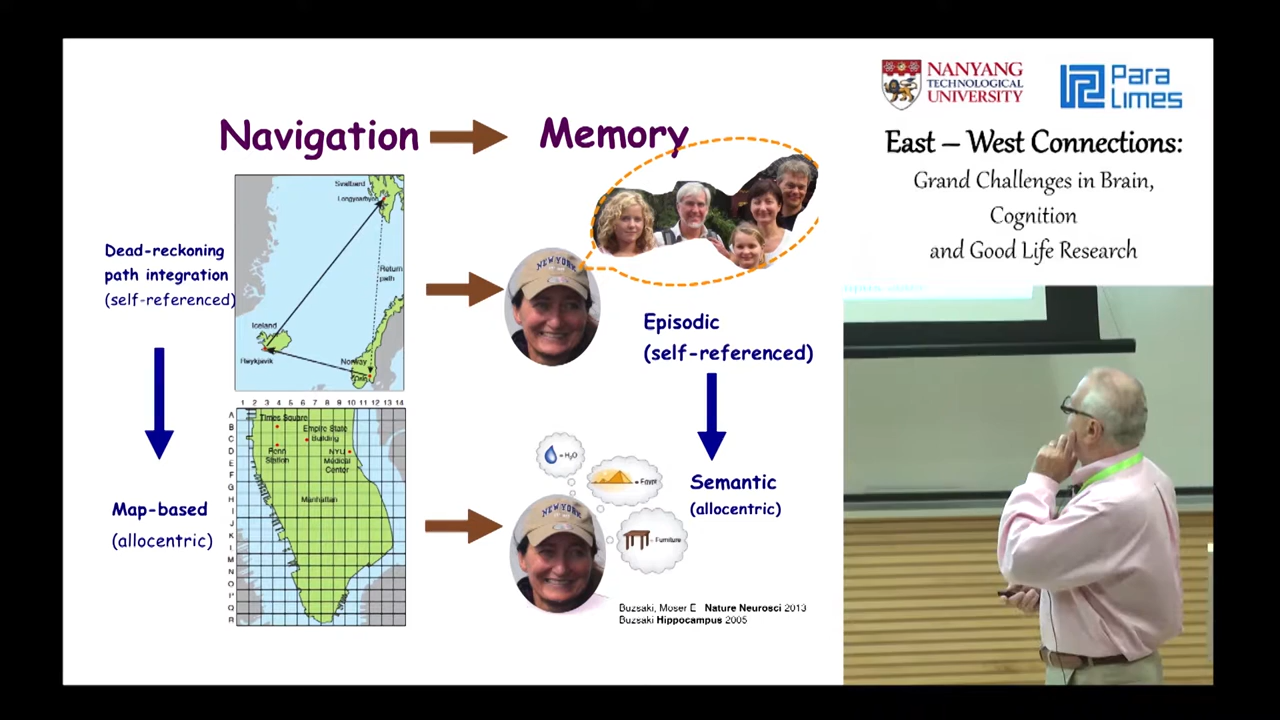 Navigation
Memory
Dead-reckoning
path integration
(self-referenced)
Svalbard
Longyearbyen
Return
path
Iceland
Reykjavik
Norway
Oslo
NEW YORK
Episodic
(self-referenced)
Map-based
(allocentric)
1 2 3 4 5 6 7 8 9 10 11 12 13 14
A
B
C
D
E
F
G
H
I
J
K
L
M
N
O
P
Q
R
Times Square
Empire State
Building
Penn
Station
NYU
Medical
Center
Manhattan
= H₂O
= Egypt
NEW YORK
= Furniture
Semantic
(allocentric)
Buzsaki, Moser E Nature Neurosci 2013
Buzsaki Hippocampus 2005
NANYANG
TECHNOLOGICAL
UNIVERSITY
Para
Limes
East – West Connections:
Grand Challenges in Brain,
Cognition
and Good Life Research